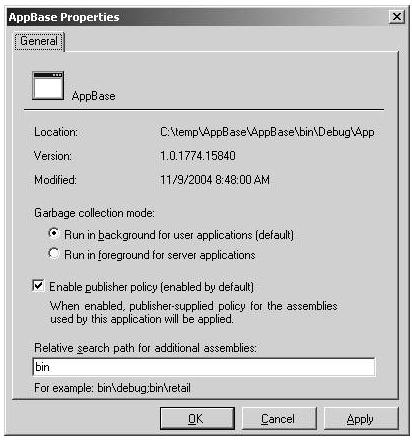 AppBase Properties
General
AppBase
Location: C:\temp\AppBase\AppBase\bin\Debug\App
Version: 1.0.1774.15840
Modified: 11/9/2004 8:48:00 AM
Garbage collection mode:
Run in background for user applications (default)
Run in foreground for server applications
Enable publisher policy (enabled by default)
When enabled, publisher-supplied policy for the assemblies
used by this application will be applied.
Relative search path for additional assemblies:
bin
For example: bin\debug;bin\retail
OK Cancel Apply